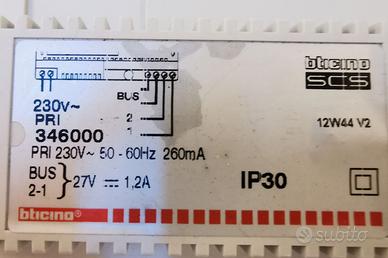 bticino
SCS
BUS
2
1
230V~
PRI
346000
12W44 V2
PRI 230V~ 50 - 60Hz 260mA
BUS
2-1
27V ⎓ 1,2A
IP30
bticino
subito